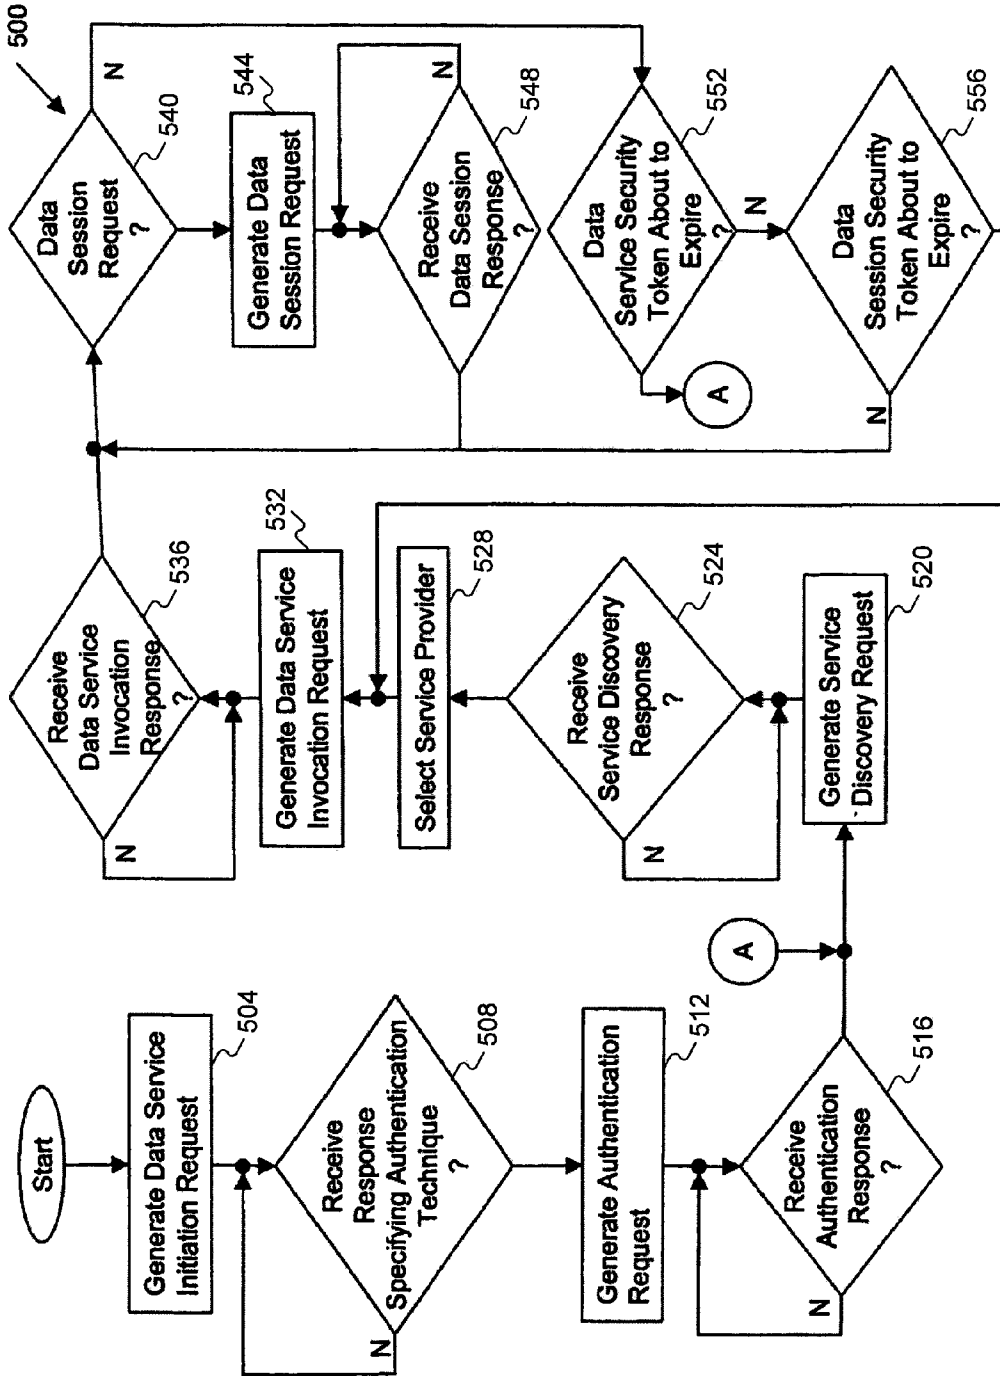 500
Start
Generate Data Service
Initiation Request
504
Receive
Response
Specifying Authentication
Technique
?
N
508
Generate Authentication
Request
512
Receive
Authentication
Response
?
N
516
A
Generate Service
Discovery Request
520
Receive
Service Discovery
Response
?
N
524
Select Service Provider
528
Generate Data Service
Invocation Request
532
Receive
Data Service
Invocation
Response
?
N
536
Data
Session
Request
?
N
540
Generate Data
Session Request
544
Receive
Data Session
Response
?
N
548
Data
Service Security
Token About to
Expire
?
N
552
A
Data
Session Security
Token About to
Expire
?
N
556